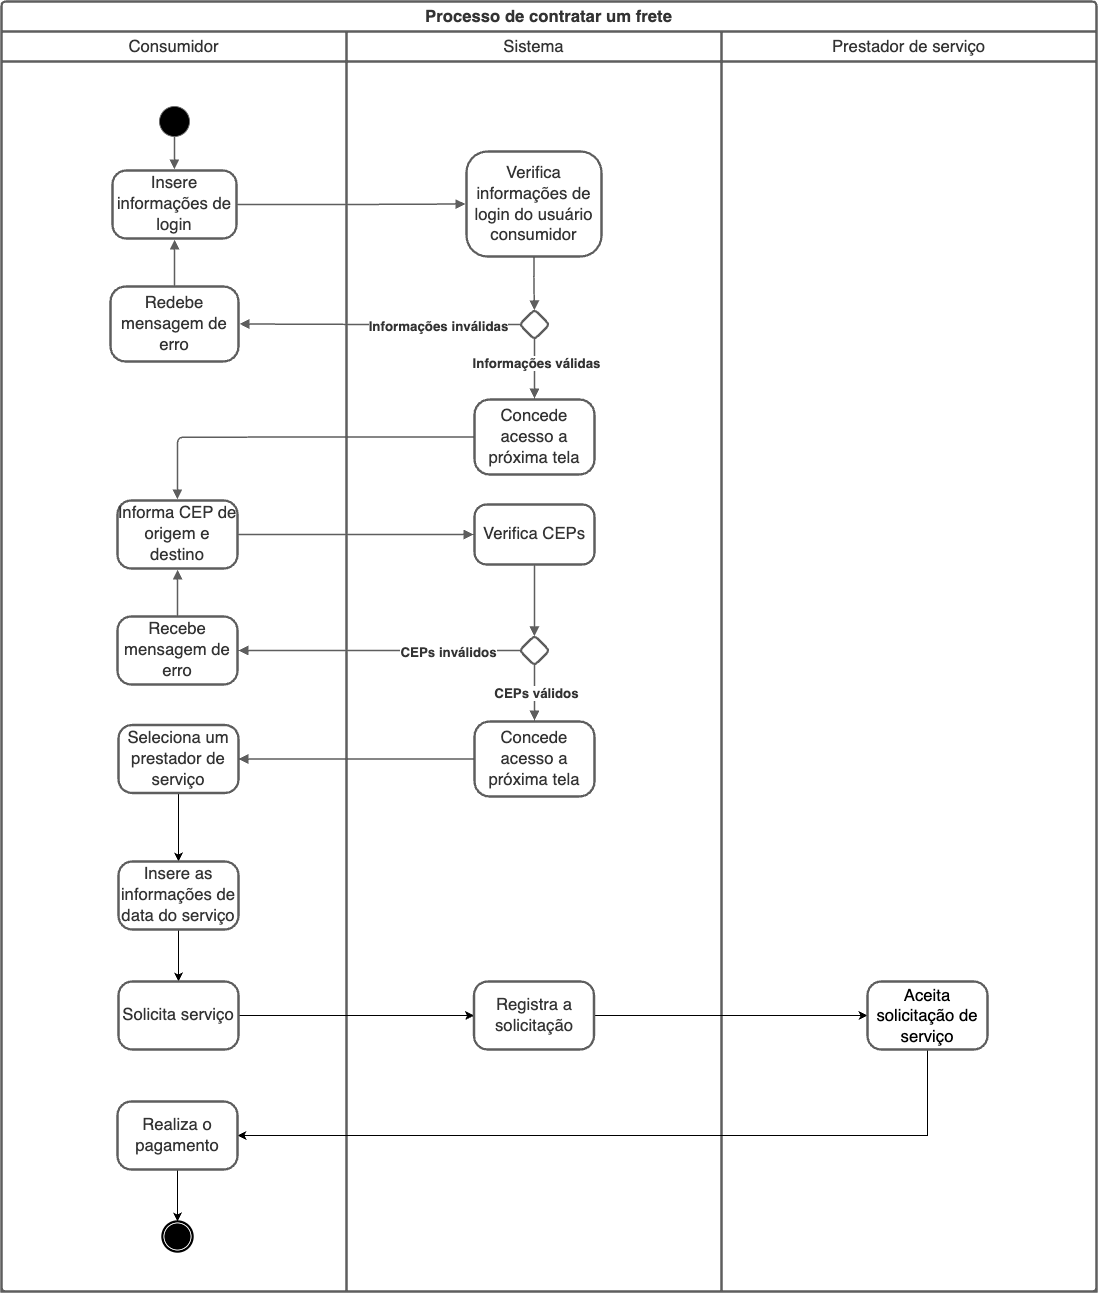 Processo de contratar um frete
Consumidor
Sistema
Prestador de serviço
Insere
informações de
login
Verifica
informações de
login do usuário
consumidor
Redebe
mensagem de
erro
Informações inválidas
Informações válidas
Concede
acesso a
próxima tela
Informa CEP de
origem e
destino
Verifica CEPs
Recebe
mensagem de
erro
CEPs inválidos
CEPs válidos
Seleciona um
prestador de
serviço
Concede
acesso a
próxima tela
Insere as
informações de
data do serviço
Solicita serviço
Registra a
solicitação
Aceita
solicitação de
serviço
Realiza o
pagamento